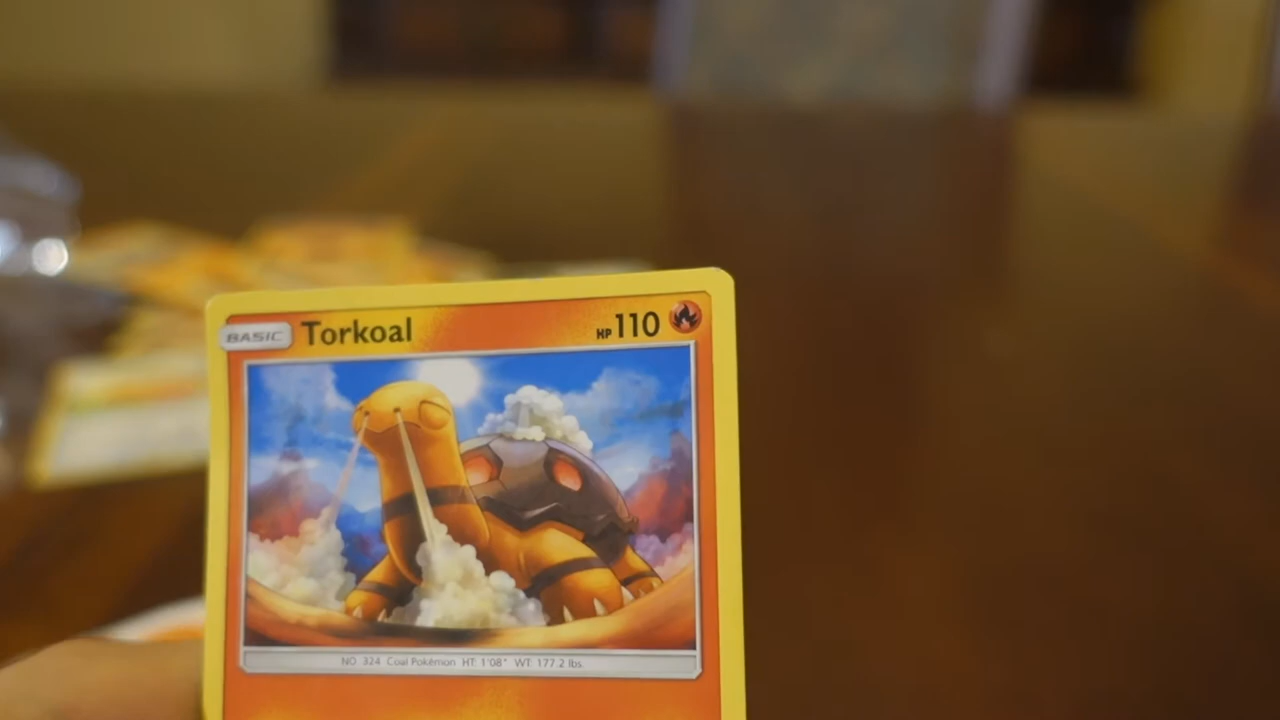 BASIC Torkoal HP 110
NO. 324 Coal Pokémon HT: 1'08" WT: 177.2 lbs.